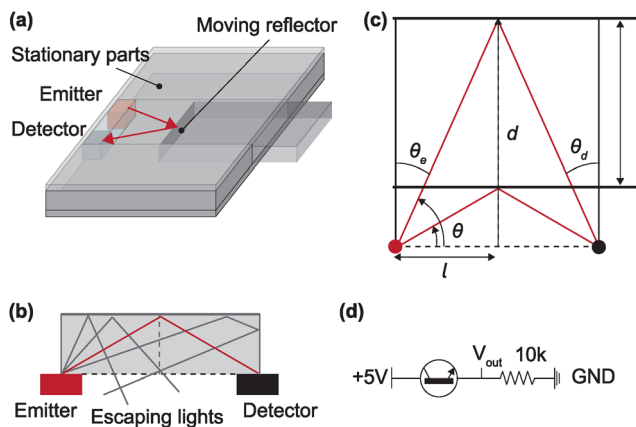 (a)
Moving reflector
Stationary parts
Emitter
Detector
(b)
Emitter
Escaping lights
Detector
(c)
d
θe
θd
θ
l
(d)
+5V
Vout
10k
GND